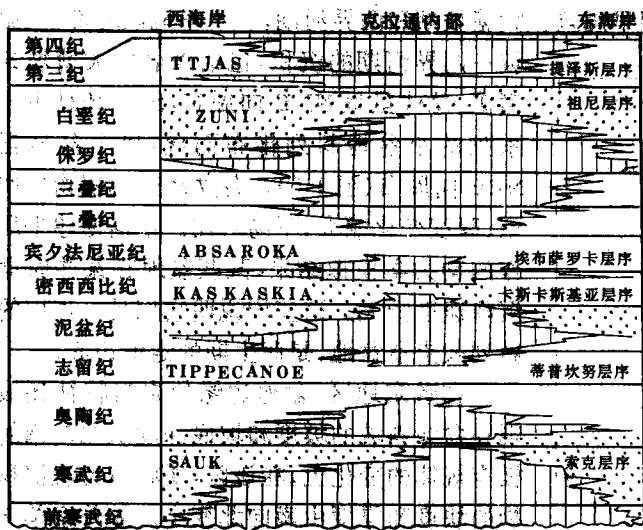 西海岸 克拉通内部 东海岸
第四纪
第三纪 TTJAS 提泽斯层序
白垩纪 ZUNI 祖尼层序
侏罗纪
三叠纪
二叠纪
宾夕法尼亚纪 ABSAROKA 埃布萨罗卡层序
密西西比纪
KASKASKIA 卡斯卡斯基亚层序
泥盆纪
志留纪 TIPPECANOE 蒂普坎努层序
奥陶纪
寒武纪 SAUK 索克层序
前寒武纪